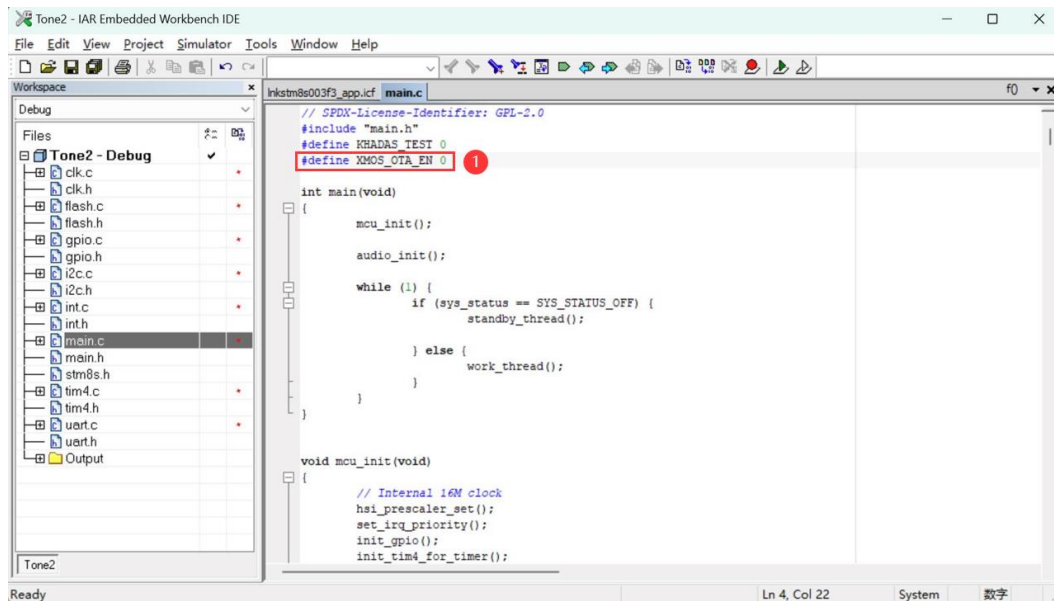 Tone2 - IAR Embedded Workbench IDE
File Edit View Project Simulator Tools Window Help
Workspace
Debug
Files
Tone2 - Debug
clk.c
clk.h
flash.c
flash.h
gpio.c
gpio.h
i2c.c
i2c.h
int.c
int.h
main.c
main.h
stm8s.h
tim4.c
tim4.h
uart.c
uart.h
Output
Tone2
lnkstm8s003f3_app.icf main.c f()
// SPDX-License-Identifier: GPL-2.0
#include "main.h"
#define KHADAS_TEST 0
#define XMOS_OTA_EN 0 1
int main(void)
{
mcu_init();
audio_init();
while (1) {
if (sys_status == SYS_STATUS_OFF) {
standby_thread();
} else {
work_thread();
}
}
}
void mcu_init(void)
{
// Internal 16M clock
hsi_prescaler_set();
set_irq_priority();
init_gpio();
init_tim4_for_timer();
Ready Ln 4, Col 22 System 数字